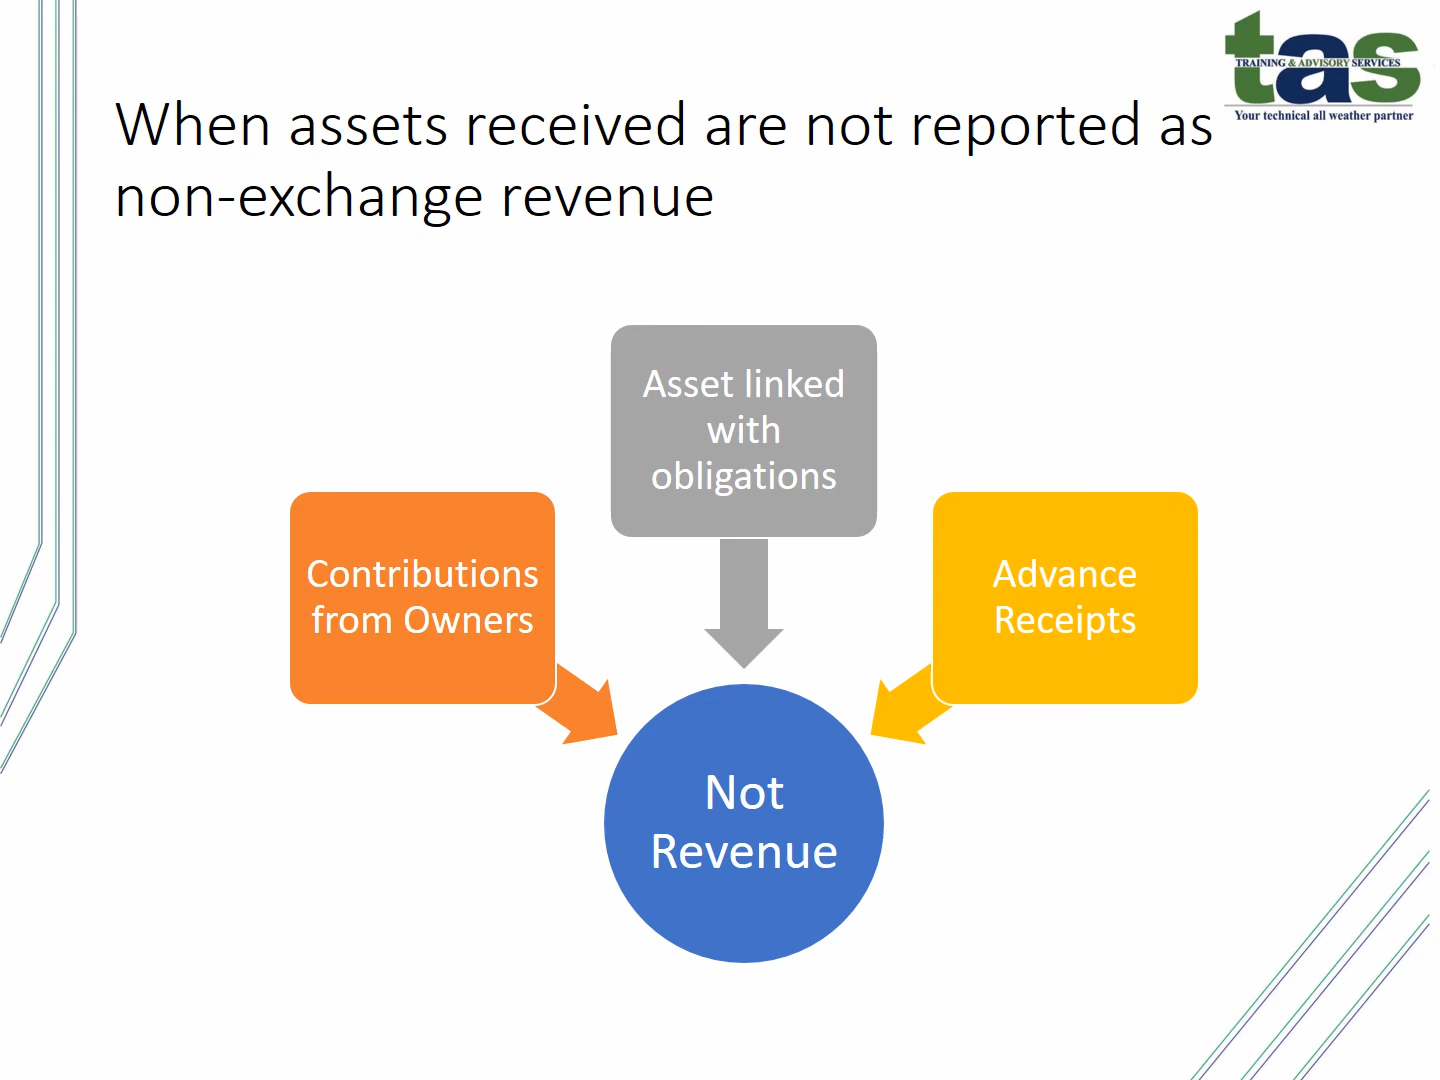 tas
TRAINING & ADVISORY SERVICES
Your technical all weather partner
When assets received are not reported as
non-exchange revenue
Asset linked
with
obligations
Contributions
from Owners
Advance
Receipts
Not
Revenue